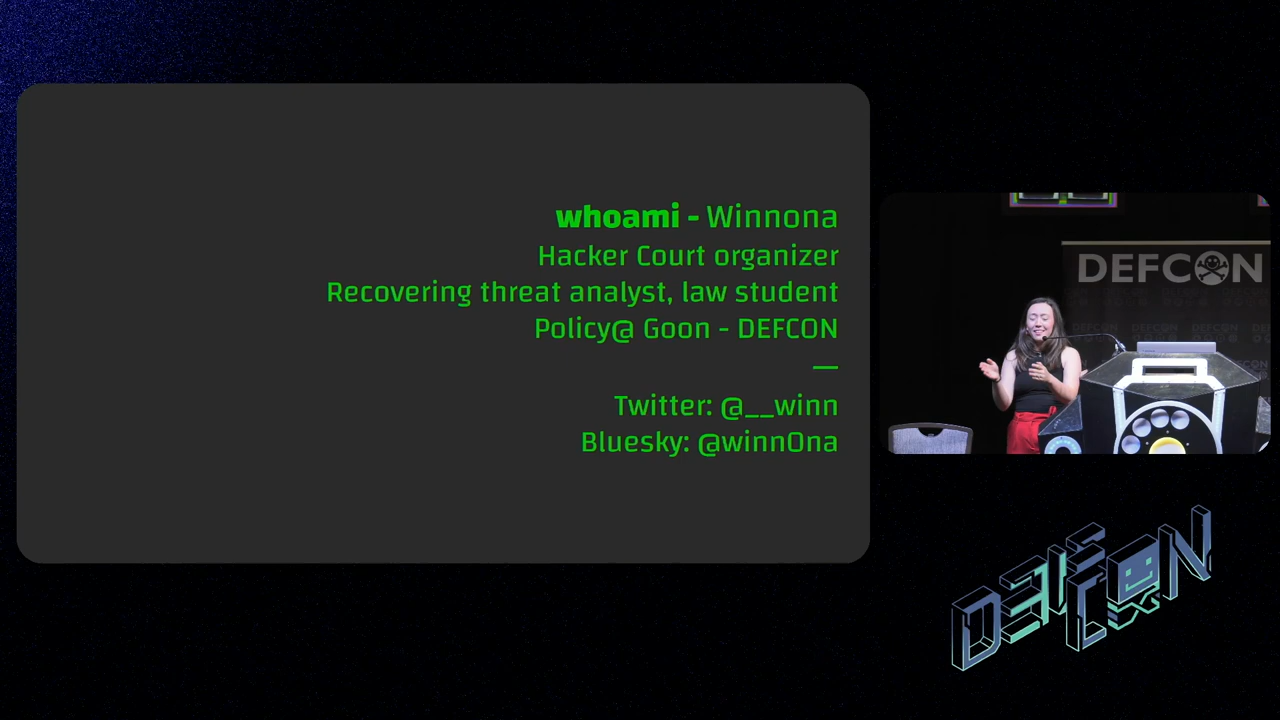 whoami - Winnona
Hacker Court organizer
Recovering threat analyst, law student
Policy@ Goon - DEFCON
—
Twitter: @__winn
Bluesky: @winn0na
DEFCON
DEFCON